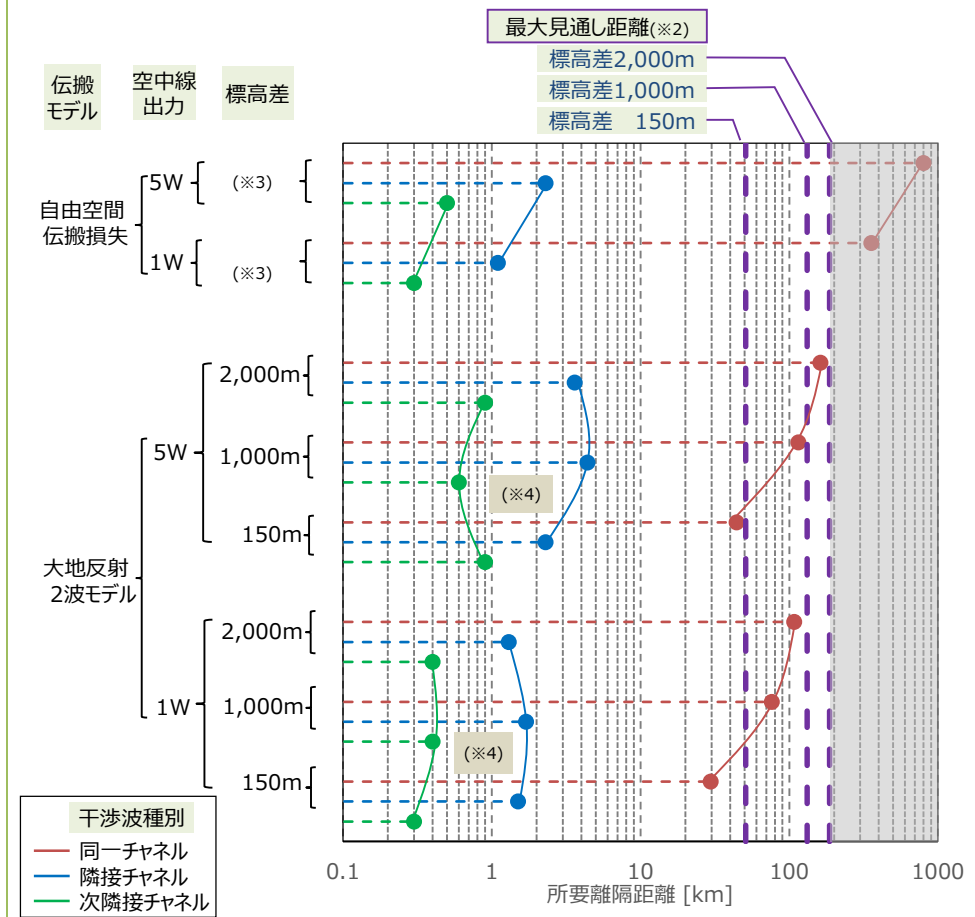 最大見通し距離(※2)
標高差2,000m
標高差1,000m
標高差 150m
伝搬
モデル
空中線
出力
標高差
自由空間
伝搬損失
5W
(※3)
1W
(※3)
大地反射
2波モデル
5W
2,000m
1,000m
150m
(※4)
1W
2,000m
1,000m
150m
(※4)
干渉波種別
同一チャネル
隣接チャネル
次隣接チャネル
0.1
1
10
100
1000
所要離隔距離 [km]